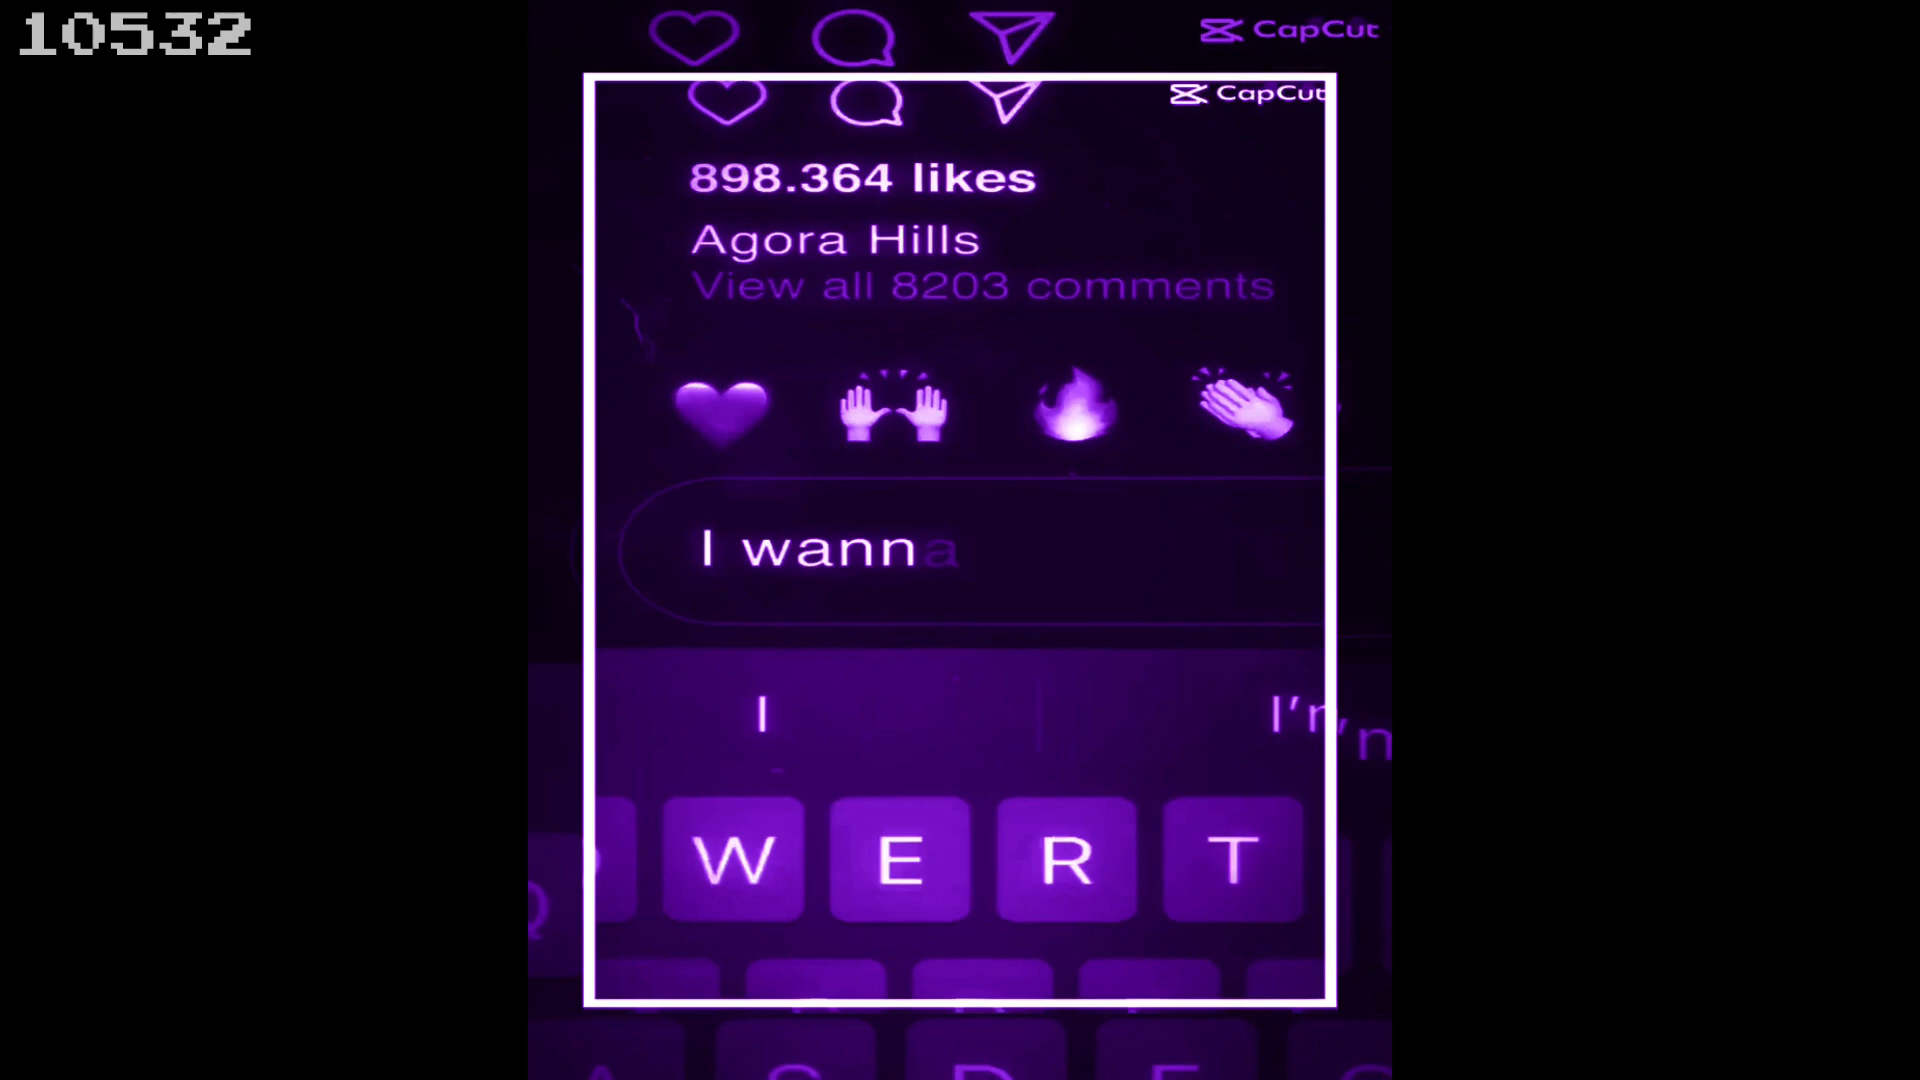 10532
CapCut
CapCut
898.364 likes
Agora Hills
View all 8203 comments
I wanna
I
W E R T
Q